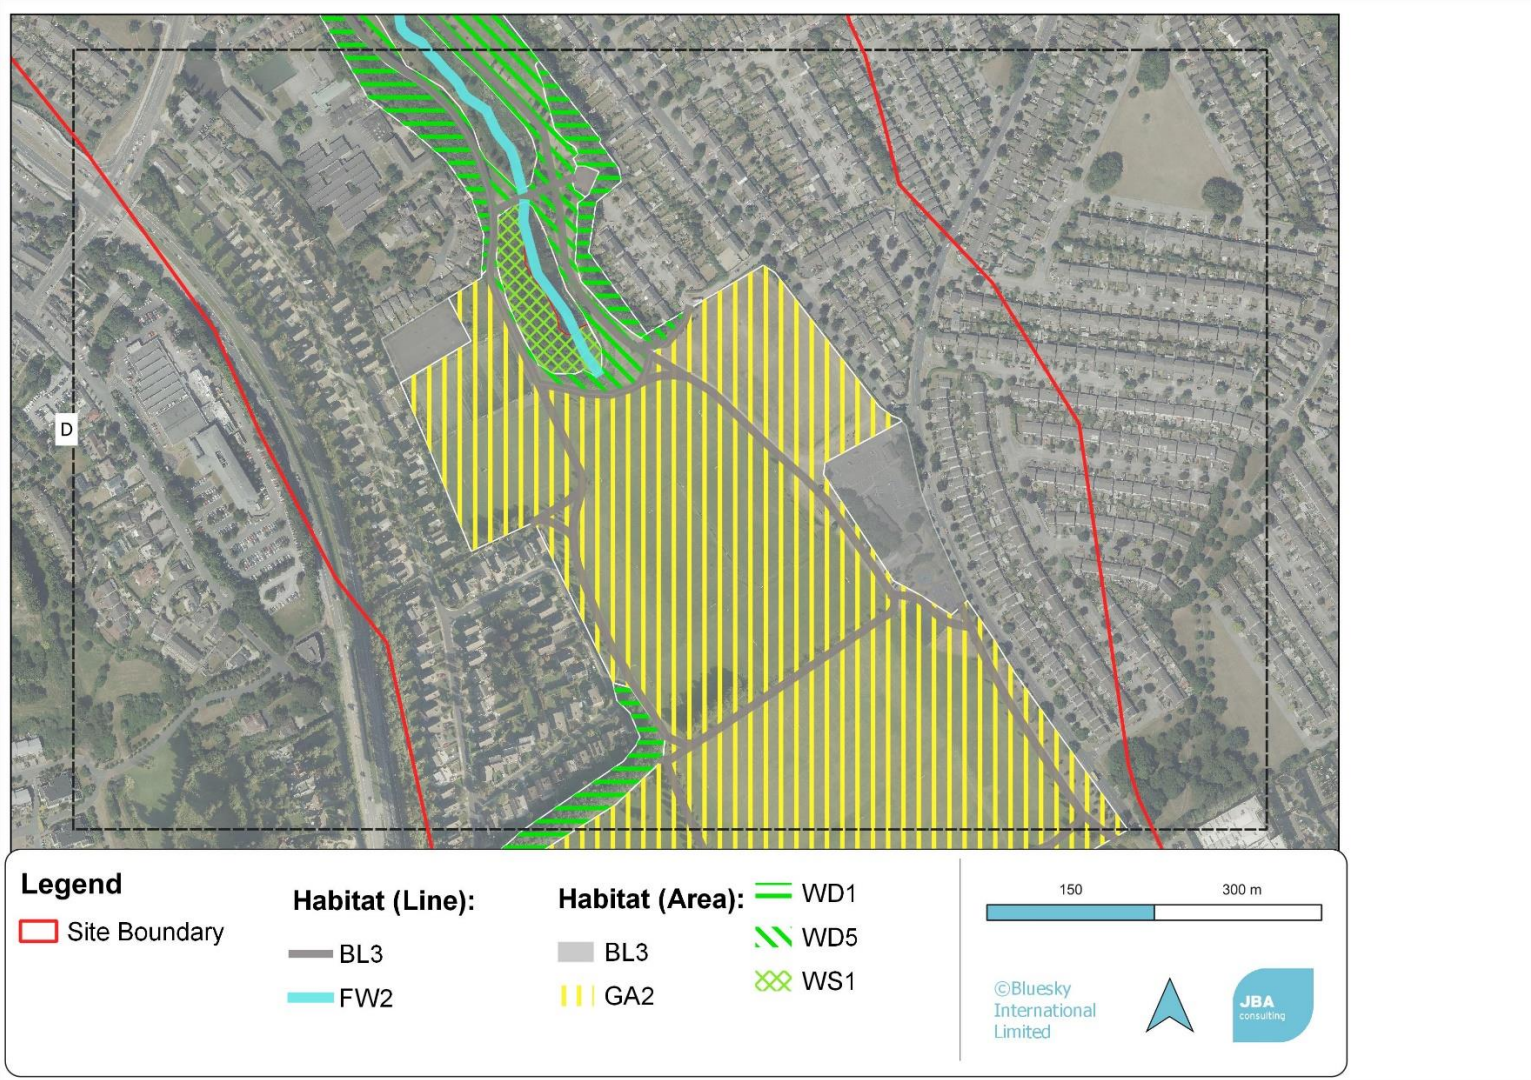 D
Legend
Site Boundary
Habitat (Line):
BL3
FW2
Habitat (Area):
BL3
GA2
WD1
WD5
WS1
150
300 m
©Bluesky
International
Limited
JBA
consulting